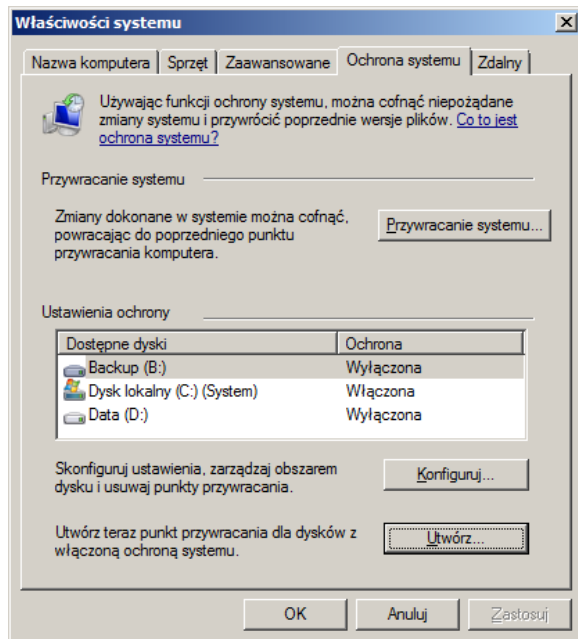 Właściwości systemu
Nazwa komputera
Sprzęt
Zaawansowane
Ochrona systemu
Zdalny
Używając funkcji ochrony systemu, można cofnąć niepożądane
zmiany systemu i przywrócić poprzednie wersje plików. Co to jest
ochrona systemu?
Przywracanie systemu
Zmiany dokonane w systemie można cofnąć,
powracając do poprzedniego punktu
przywracania komputera.
Przywracanie systemu...
Ustawienia ochrony
Dostępne dyski Ochrona
Backup (B:) Wyłączona
Dysk lokalny (C:) (System) Włączona
Data (D:) Wyłączona
Skonfiguruj ustawienia, zarządzaj obszarem
dysku i usuwaj punkty przywracania.
Konfiguruj...
Utwórz teraz punkt przywracania dla dysków z
włączoną ochroną systemu.
Utwórz...
OK
Anuluj
Zastosuj